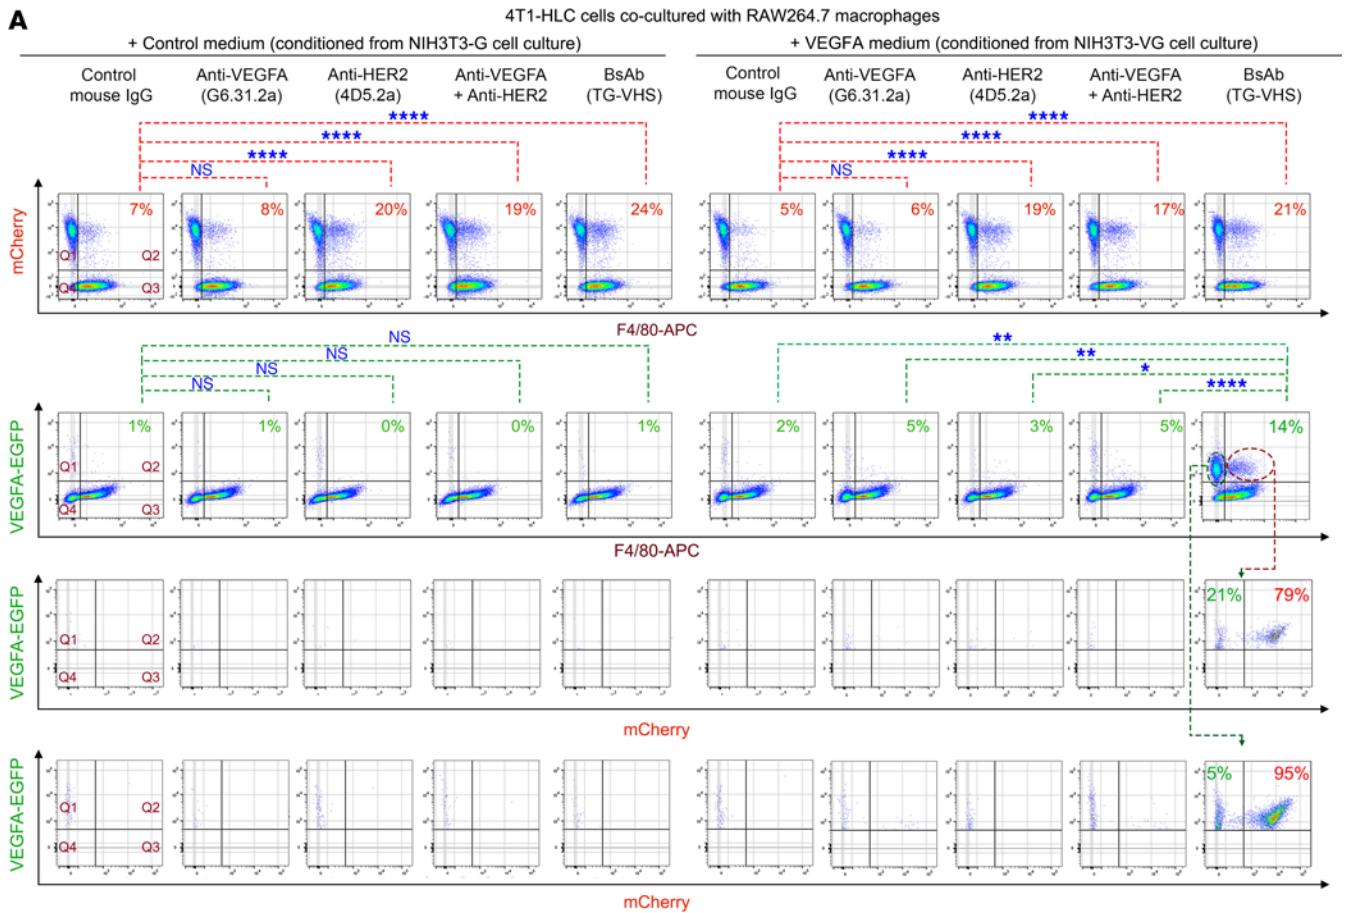 A
4T1-HLC cells co-cultured with RAW264.7 macrophages
+ Control medium (conditioned from NIH3T3-G cell culture)
+ VEGFA medium (conditioned from NIH3T3-VG cell culture)
Control mouse IgG
Anti-VEGFA (G6.31.2a)
Anti-HER2 (4D5.2a)
Anti-VEGFA + Anti-HER2
BsAb (TG-VHS)
Control mouse IgG
Anti-VEGFA (G6.31.2a)
Anti-HER2 (4D5.2a)
Anti-VEGFA + Anti-HER2
BsAb (TG-VHS)
**** ****
**** ****
**** ****
NS NS
mCherry
7% 8% 20% 19% 24% 5% 6% 19% 17% 21%
Q1 Q2
Q4 Q3
F4/80-APC
NS **
NS **
NS *
NS ****
VEGFA-EGFP
1% 1% 0% 0% 1% 2% 5% 3% 5% 14%
Q1 Q2
Q4 Q3
F4/80-APC
VEGFA-EGFP
21% 79%
Q1 Q2
Q4 Q3
mCherry
VEGFA-EGFP
5% 95%
Q1 Q2
Q4 Q3
mCherry